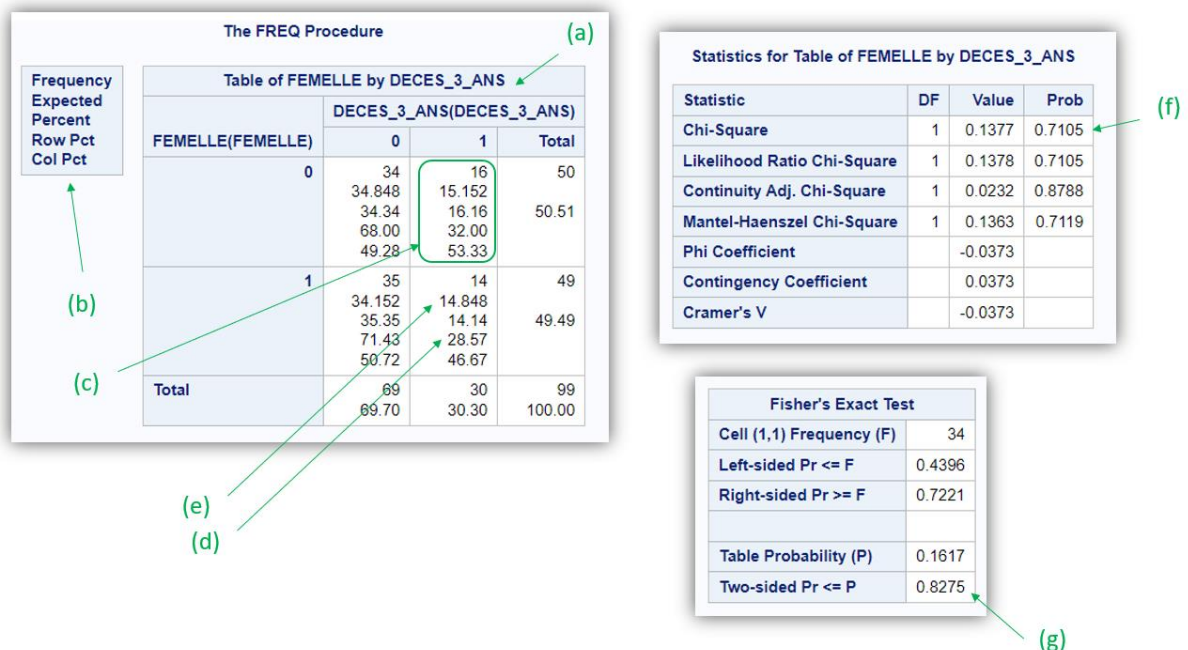 The FREQ Procedure
(a)
Frequency
Expected
Percent
Row Pct
Col Pct
Table of FEMELLE by DECES_3_ANS
DECES_3_ANS(DECES_3_ANS)
FEMELLE(FEMELLE) 0 1 Total
0 34 16 50
34.848 15.152
34.34 16.16 50.51
68.00 32.00
49.28 53.33
1 35 14 49
34.152 14.848
35.35 14.14 49.49
71.43 28.57
50.72 46.67
Total 69 30 99
69.70 30.30 100.00
(b)
(c)
(e)
(d)
Statistics for Table of FEMELLE by DECES_3_ANS
Statistic DF Value Prob
Chi-Square 1 0.1377 0.7105
Likelihood Ratio Chi-Square 1 0.1378 0.7105
Continuity Adj. Chi-Square 1 0.0232 0.8788
Mantel-Haenszel Chi-Square 1 0.1363 0.7119
Phi Coefficient -0.0373
Contingency Coefficient 0.0373
Cramer's V -0.0373
(f)
Fisher's Exact Test
Cell (1,1) Frequency (F) 34
Left-sided Pr <= F 0.4396
Right-sided Pr >= F 0.7221
Table Probability (P) 0.1617
Two-sided Pr <= P 0.8275
(g)